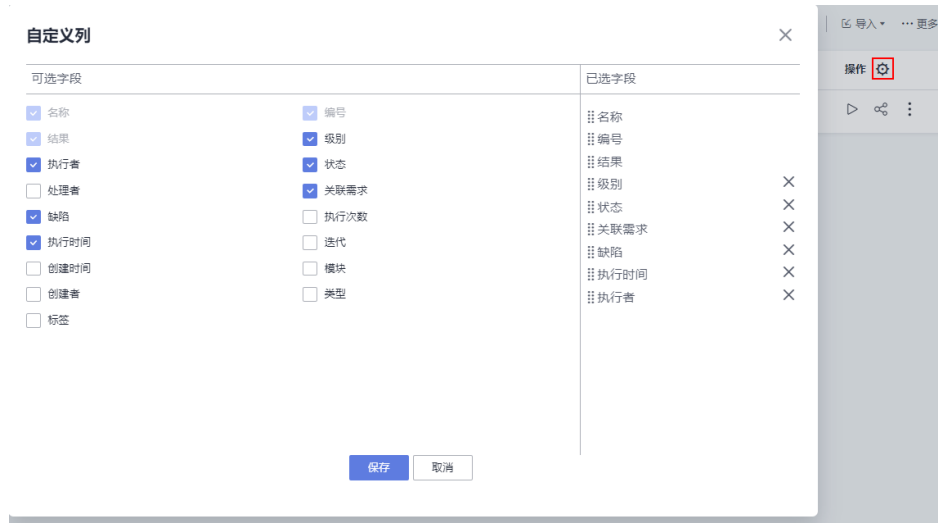 自定义列
导入 更多
可选字段 已选字段
操作
名称 编号
结果 级别
执行者 状态
处理者 关联需求
缺陷 执行次数
执行时间 迭代
创建时间 模块
创建者 类型
标签
名称
编号
结果
级别
状态
关联需求
缺陷
执行时间
执行者
保存 取消